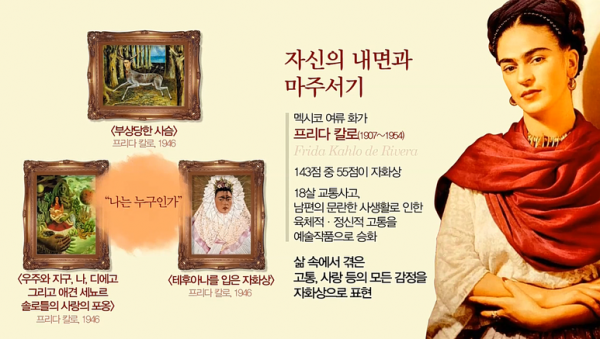 자신의 내면과
마주서기
멕시코 여류 화가
프리다 칼로(1907~1954)
Frida Kahlo de Rivera
143점 중 55점이 자화상
18살 교통사고,
남편의 문란한 사생활로 인한
육체적·정신적 고통을
예술작품으로 승화
삶 속에서 겪은
고통, 사랑 등의 모든 감정을
자화상으로 표현
<부상당한 사슴>
프리다 칼로, 1946
“나는 누구인가”
<우주와 지구, 나, 디에고
그리고 애견 세뇨르
솔로틀의 사랑의 포옹>
프리다 칼로, 1946
<테후아나를 입은 자화상>
프리다 칼로, 1946